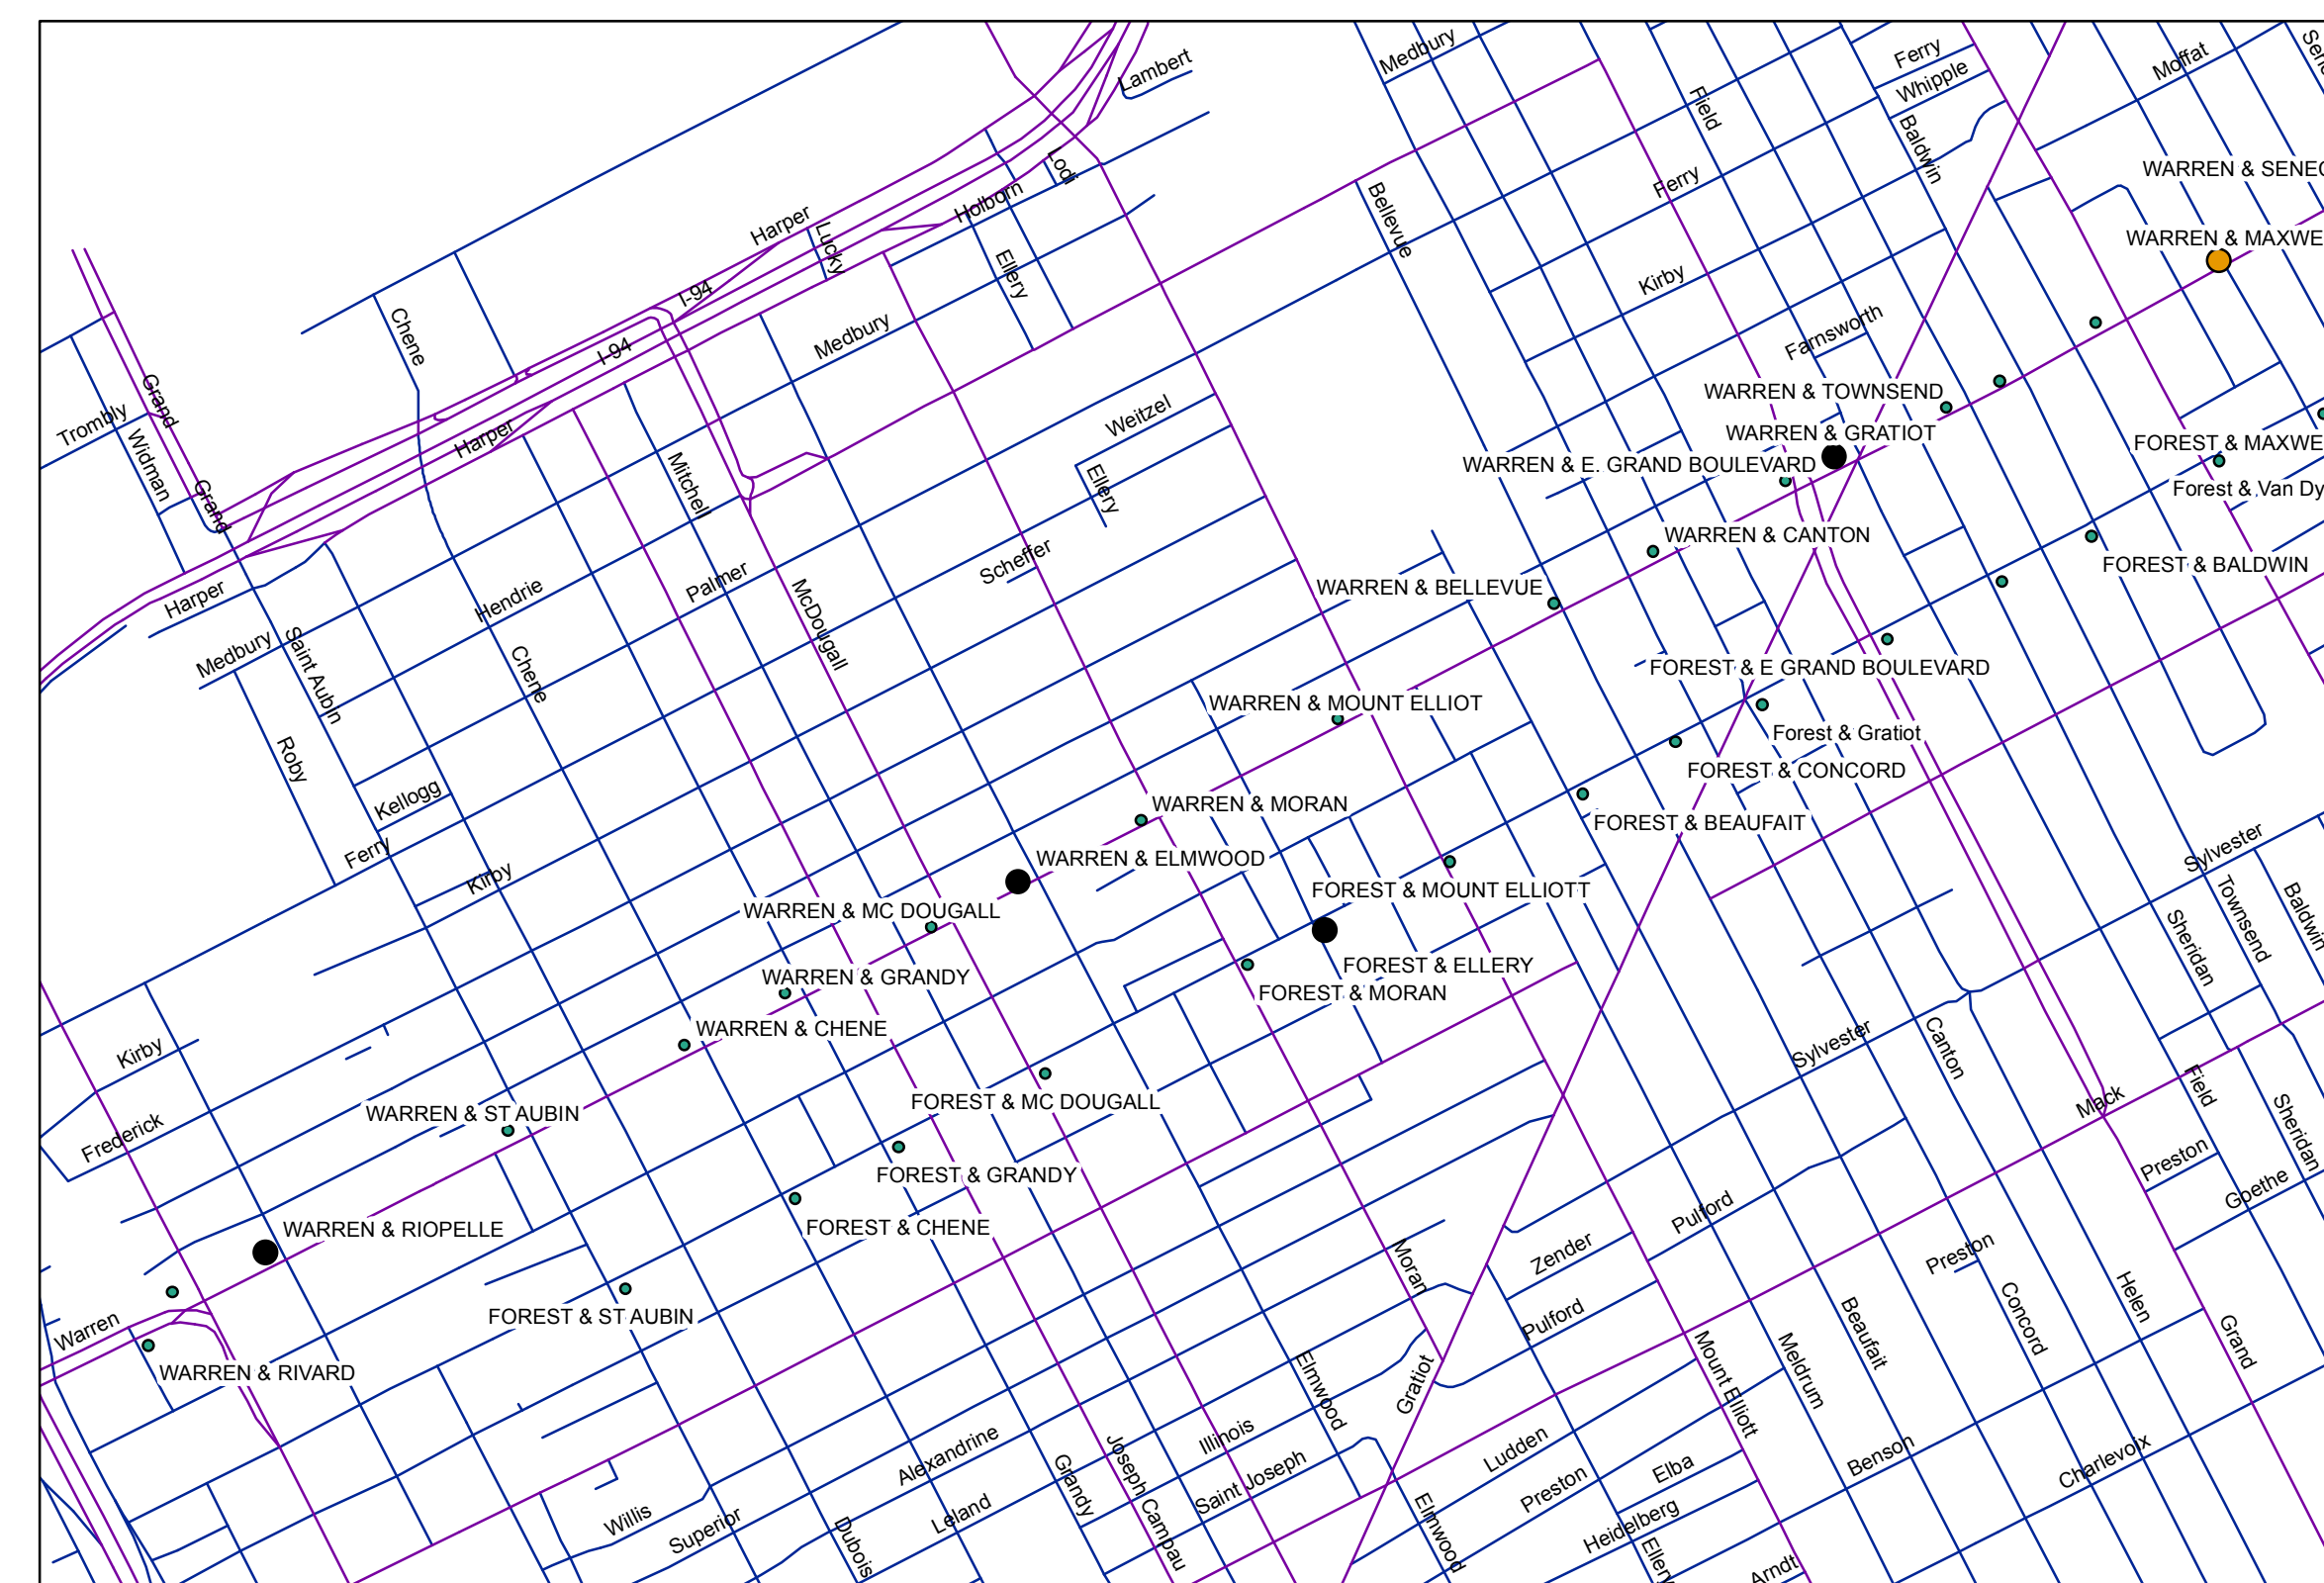 Medbury
Ferry
Moffat
Lambert
Whipple
Field
Baldwin
Lodi
WARREN & SENEC
Ferry
Holborn
Bellevue
Harper
Lucky
WARREN & MAXWE
Ellery
Kirby
I-94
Chene
Medbury
Farnsworth
I-94
Grand
WARREN & TOWNSEND
Trombly
Weitzel
Harper
WARREN & GRATIOT
FOREST & MAXWE
Widman
WARREN & E. GRAND BOULEVARD
Mitchell
Ellery
Forest & Van Dy
Grand
WARREN & CANTON
Scheffer
FOREST & BALDWIN
Palmer
WARREN & BELLEVUE
Harper
Hendrie
McDougall
Medbury
FOREST & E GRAND BOULEVARD
Saint Aubin
Chene
WARREN & MOUNT ELLIOT
Forest & Gratiot
Roby
FOREST & CONCORD
Kellogg
WARREN & MORAN
FOREST & BEAUFAIT
Sylvester
Ferry
WARREN & ELMWOOD
Kirby
FOREST & MOUNT ELLIOTT
WARREN & MC DOUGALL
Townsend
Baldwin
Sheridan
FOREST & ELLERY
WARREN & GRANDY
FOREST & MORAN
WARREN & CHENE
Kirby
Sylvester
Canton
Field
Mack
FOREST & MC DOUGALL
WARREN & ST AUBIN
Frederick
Sheridan
Preston
FOREST & GRANDY
Goethe
Pulford
FOREST & CHENE
WARREN & RIOPELLE
Zender
Preston
Moran
Helen
FOREST & ST AUBIN
Concord
Pulford
Warren
Beaufait
Grand
WARREN & RIVARD
Mount Elliott
Meldrum
Gratiot
Elmwood
Illinois
Ludden
Alexandrine
Benson
Charlevoix
Elba
Saint Joseph
Preston
Grandy
Joseph Campau
Leland
Willis
Superior
Heidelberg
Elmwood
Dubois
Ellery
Arndt